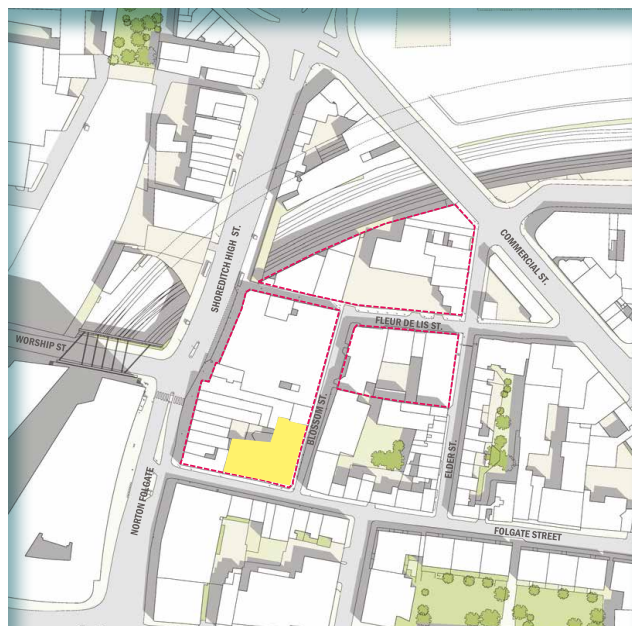 SHOREDITCH HIGH ST.
COMMERCIAL ST.
FLEUR DE LIS ST.
WORSHIP ST.
BLOSSOM ST.
ELDER ST.
NORTON FOLGATE
FOLGATE STREET